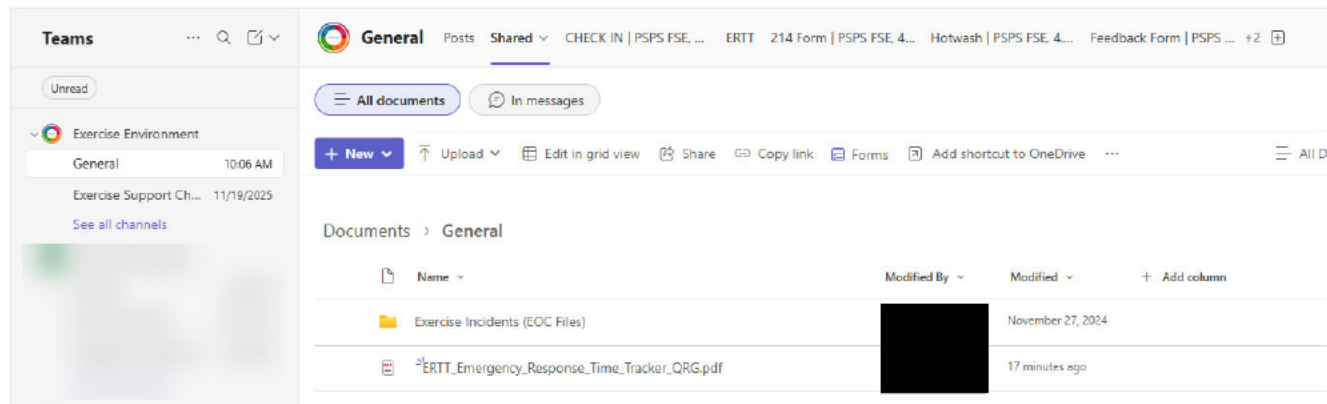 Teams ...
General Posts Shared CHECK IN | PSPS FSE, ... ERTT 214 Form | PSPS FSE, 4... Hotwash | PSPS FSE, 4.... Feedback Form | PSPS ... +2
Unread
All documents In messages
Exercise Environment
General 10:06 AM
Exercise Support Ch... 11/19/2025
See all channels
+ New Upload Edit in grid view Share Copy link Forms Add shortcut to OneDrive ... All D
Documents > General
Name Modified By Modified + Add column
Exercise Incidents (EOC Files) November 27, 2024
ERTT_Emergency_Response_Time_Tracker_QRG.pdf 17 minutes ago